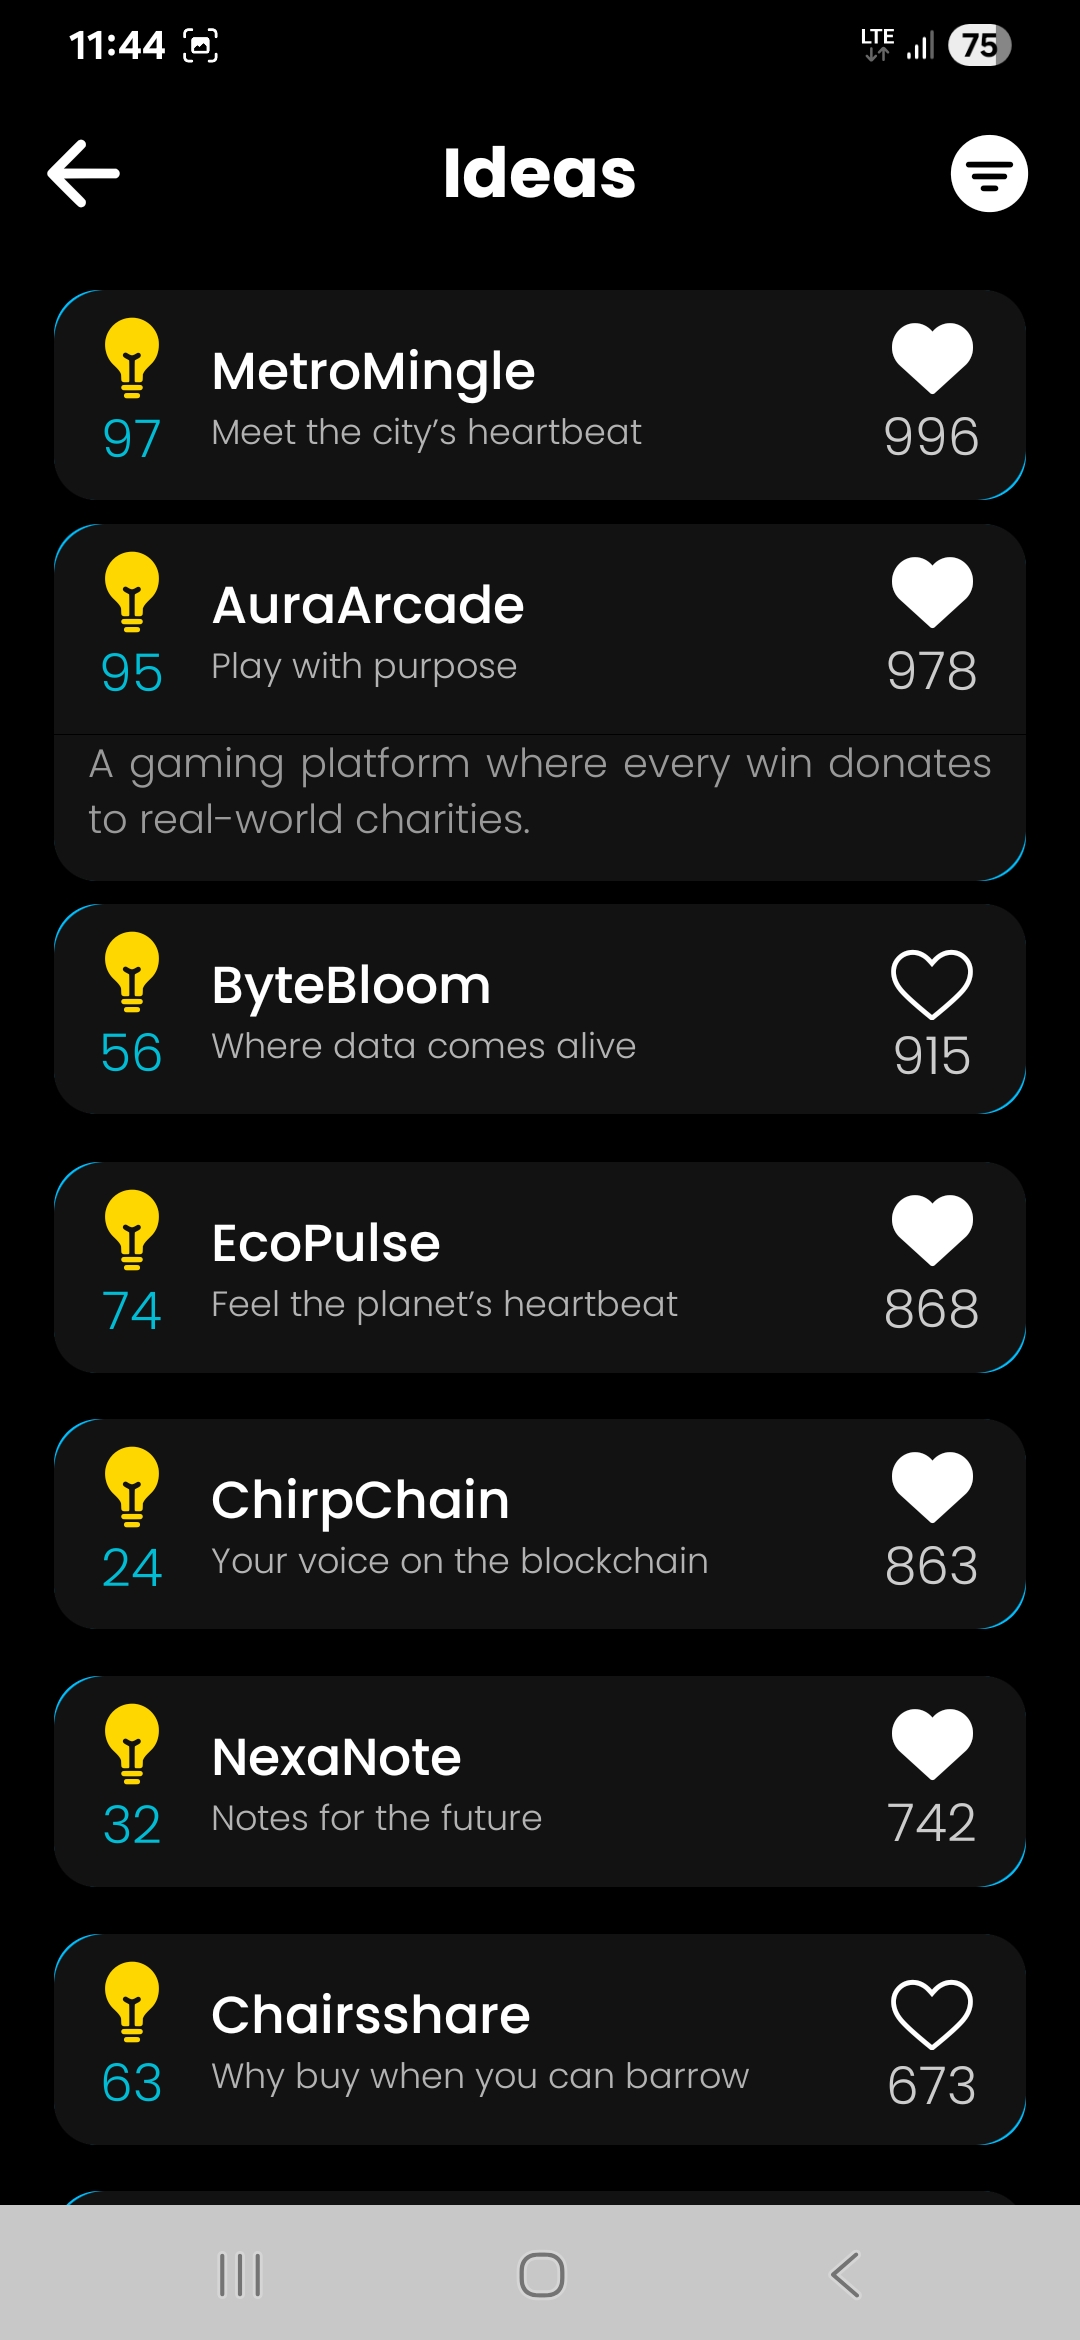 11:44
LTE
75
Ideas
MetroMingle
97
Meet the city's heartbeat
996
AuraArcade
95
Play with purpose
978
A gaming platform where every win donates
to real-world charities.
ByteBloom
56
Where data comes alive
915
EcoPulse
74
Feel the planet's heartbeat
868
ChirpChain
24
Your voice on the blockchain
863
NexaNote
32
Notes for the future
742
Chairsshare
63
Why buy when you can barrow
673